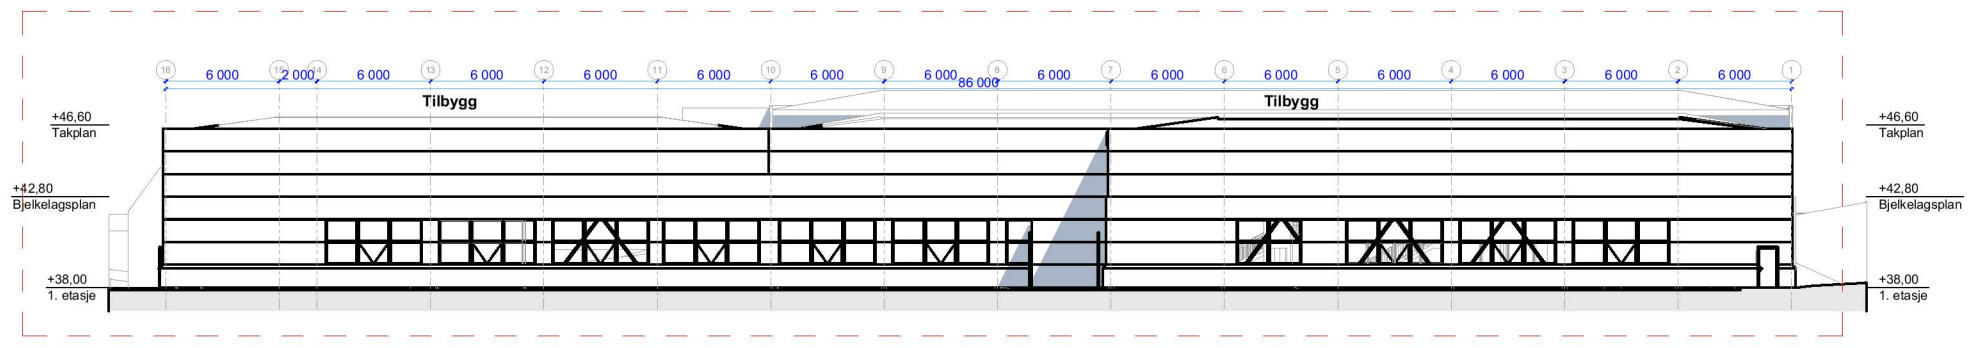 16 15 14 13 12 11 10 9 8 7 6 5 4 3 2 1
6 000 2 000 6 000 6 000 6 000 6 000 6 000 6 000 6 000 6 000 6 000 6 000 6 000 6 000 6 000
86 000
Tilbygg Tilbygg
+46,60 +46,60
Takplan Takplan
+42,80 +42,80
Bjelkelagsplan Bjelkelagsplan
+38,00 +38,00
1. etasje 1. etasje